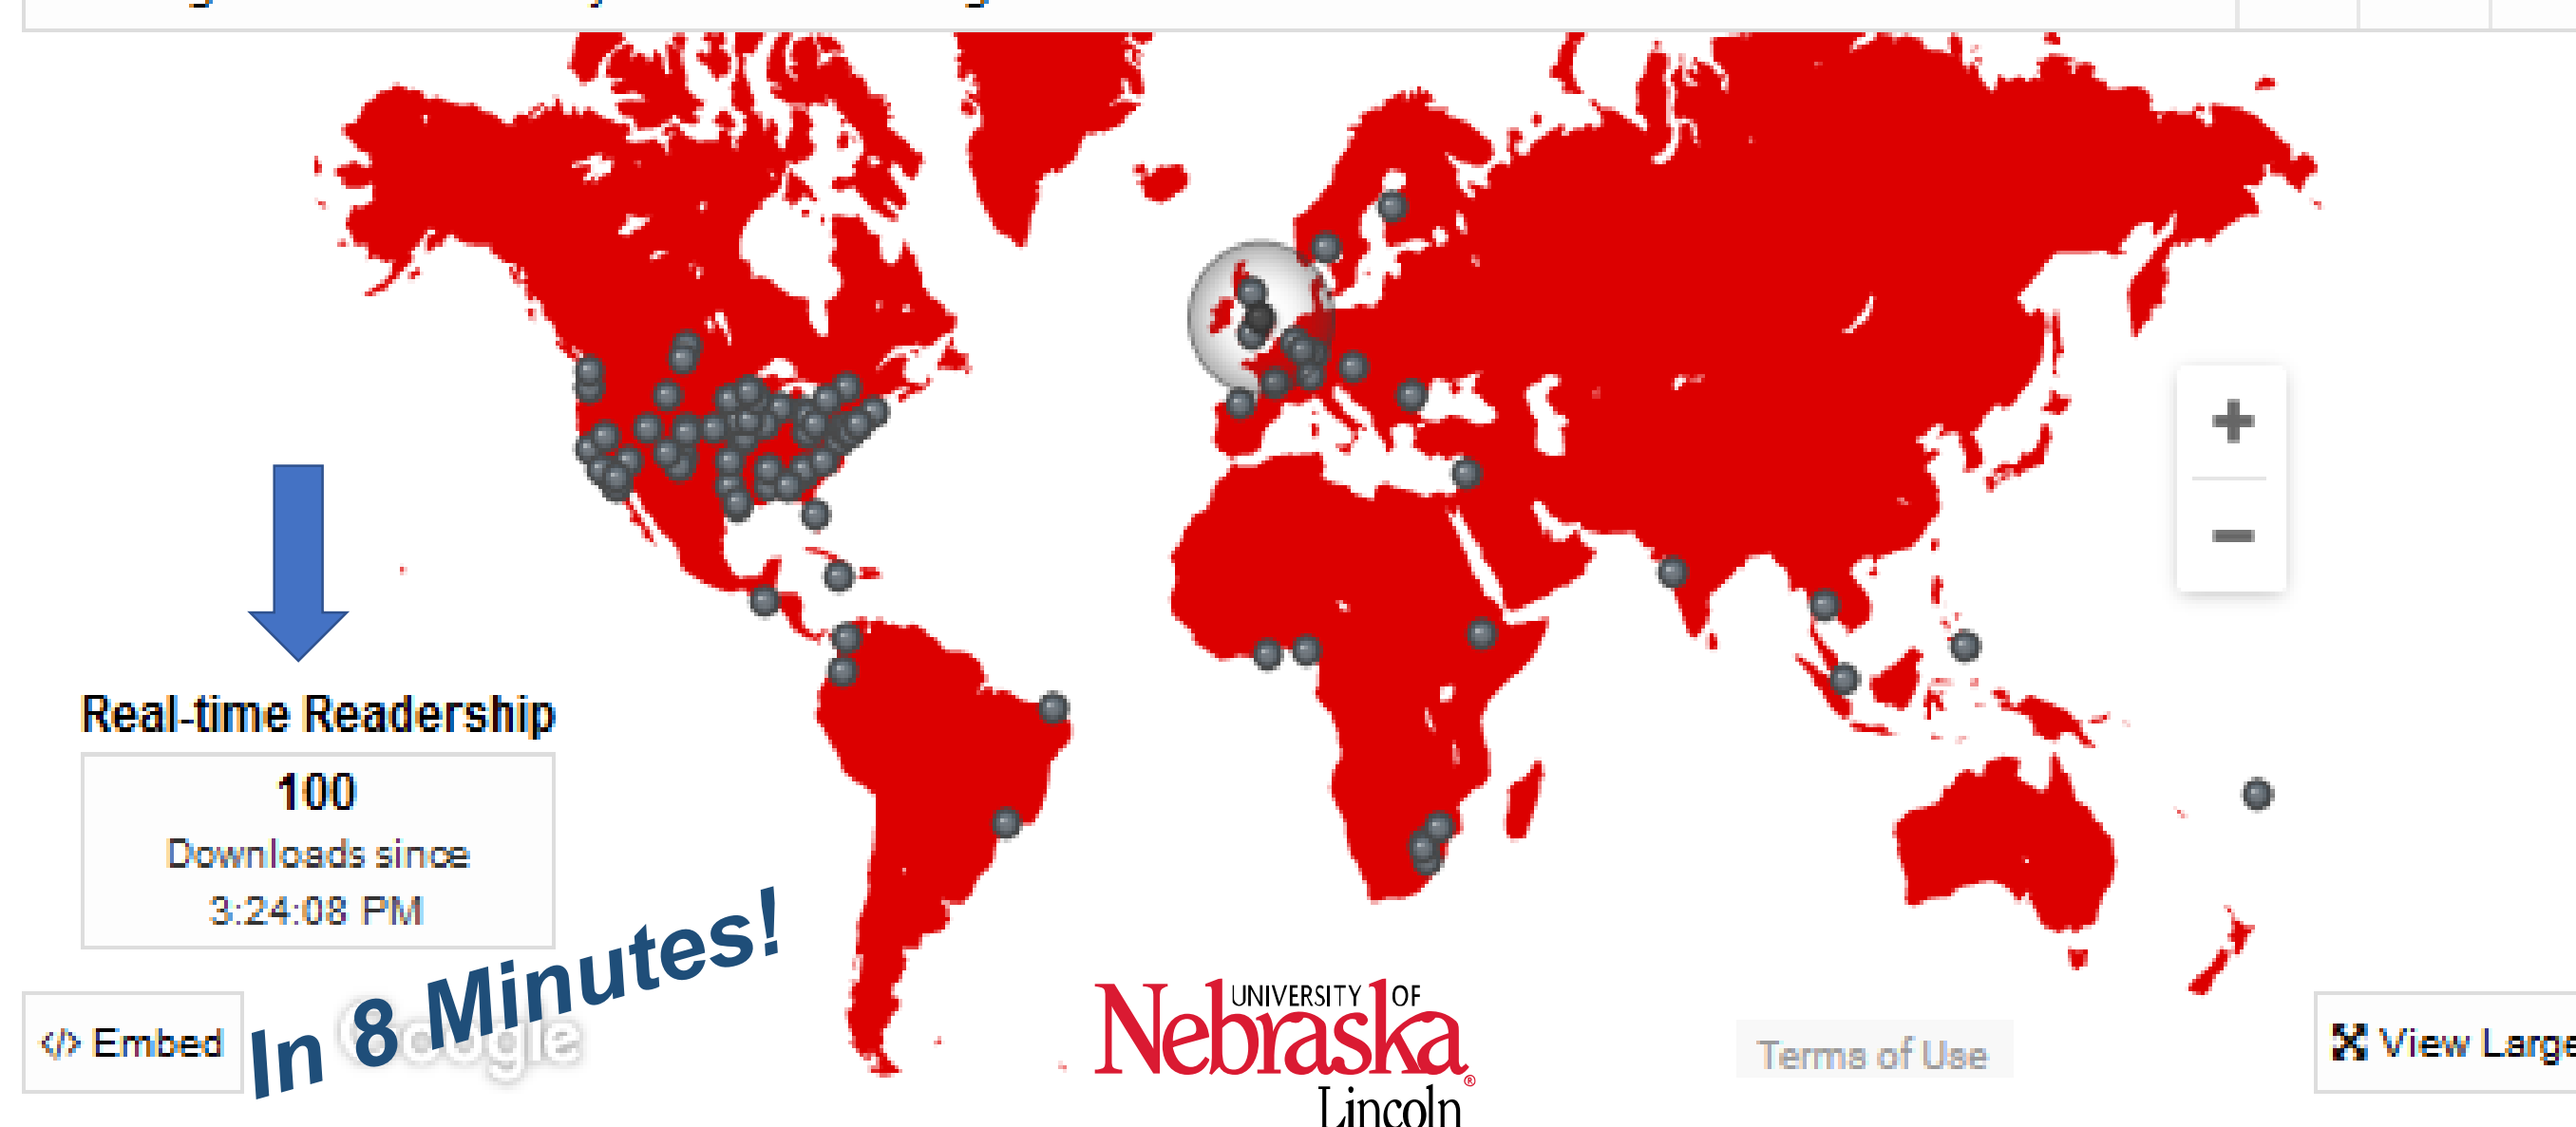 Real-time Readership
100
Downloads since
3:24:08 PM
In 8 Minutes!
</> Embed
Google
UNIVERSITY OF
Nebraska®
Lincoln
Terms of Use
View Large